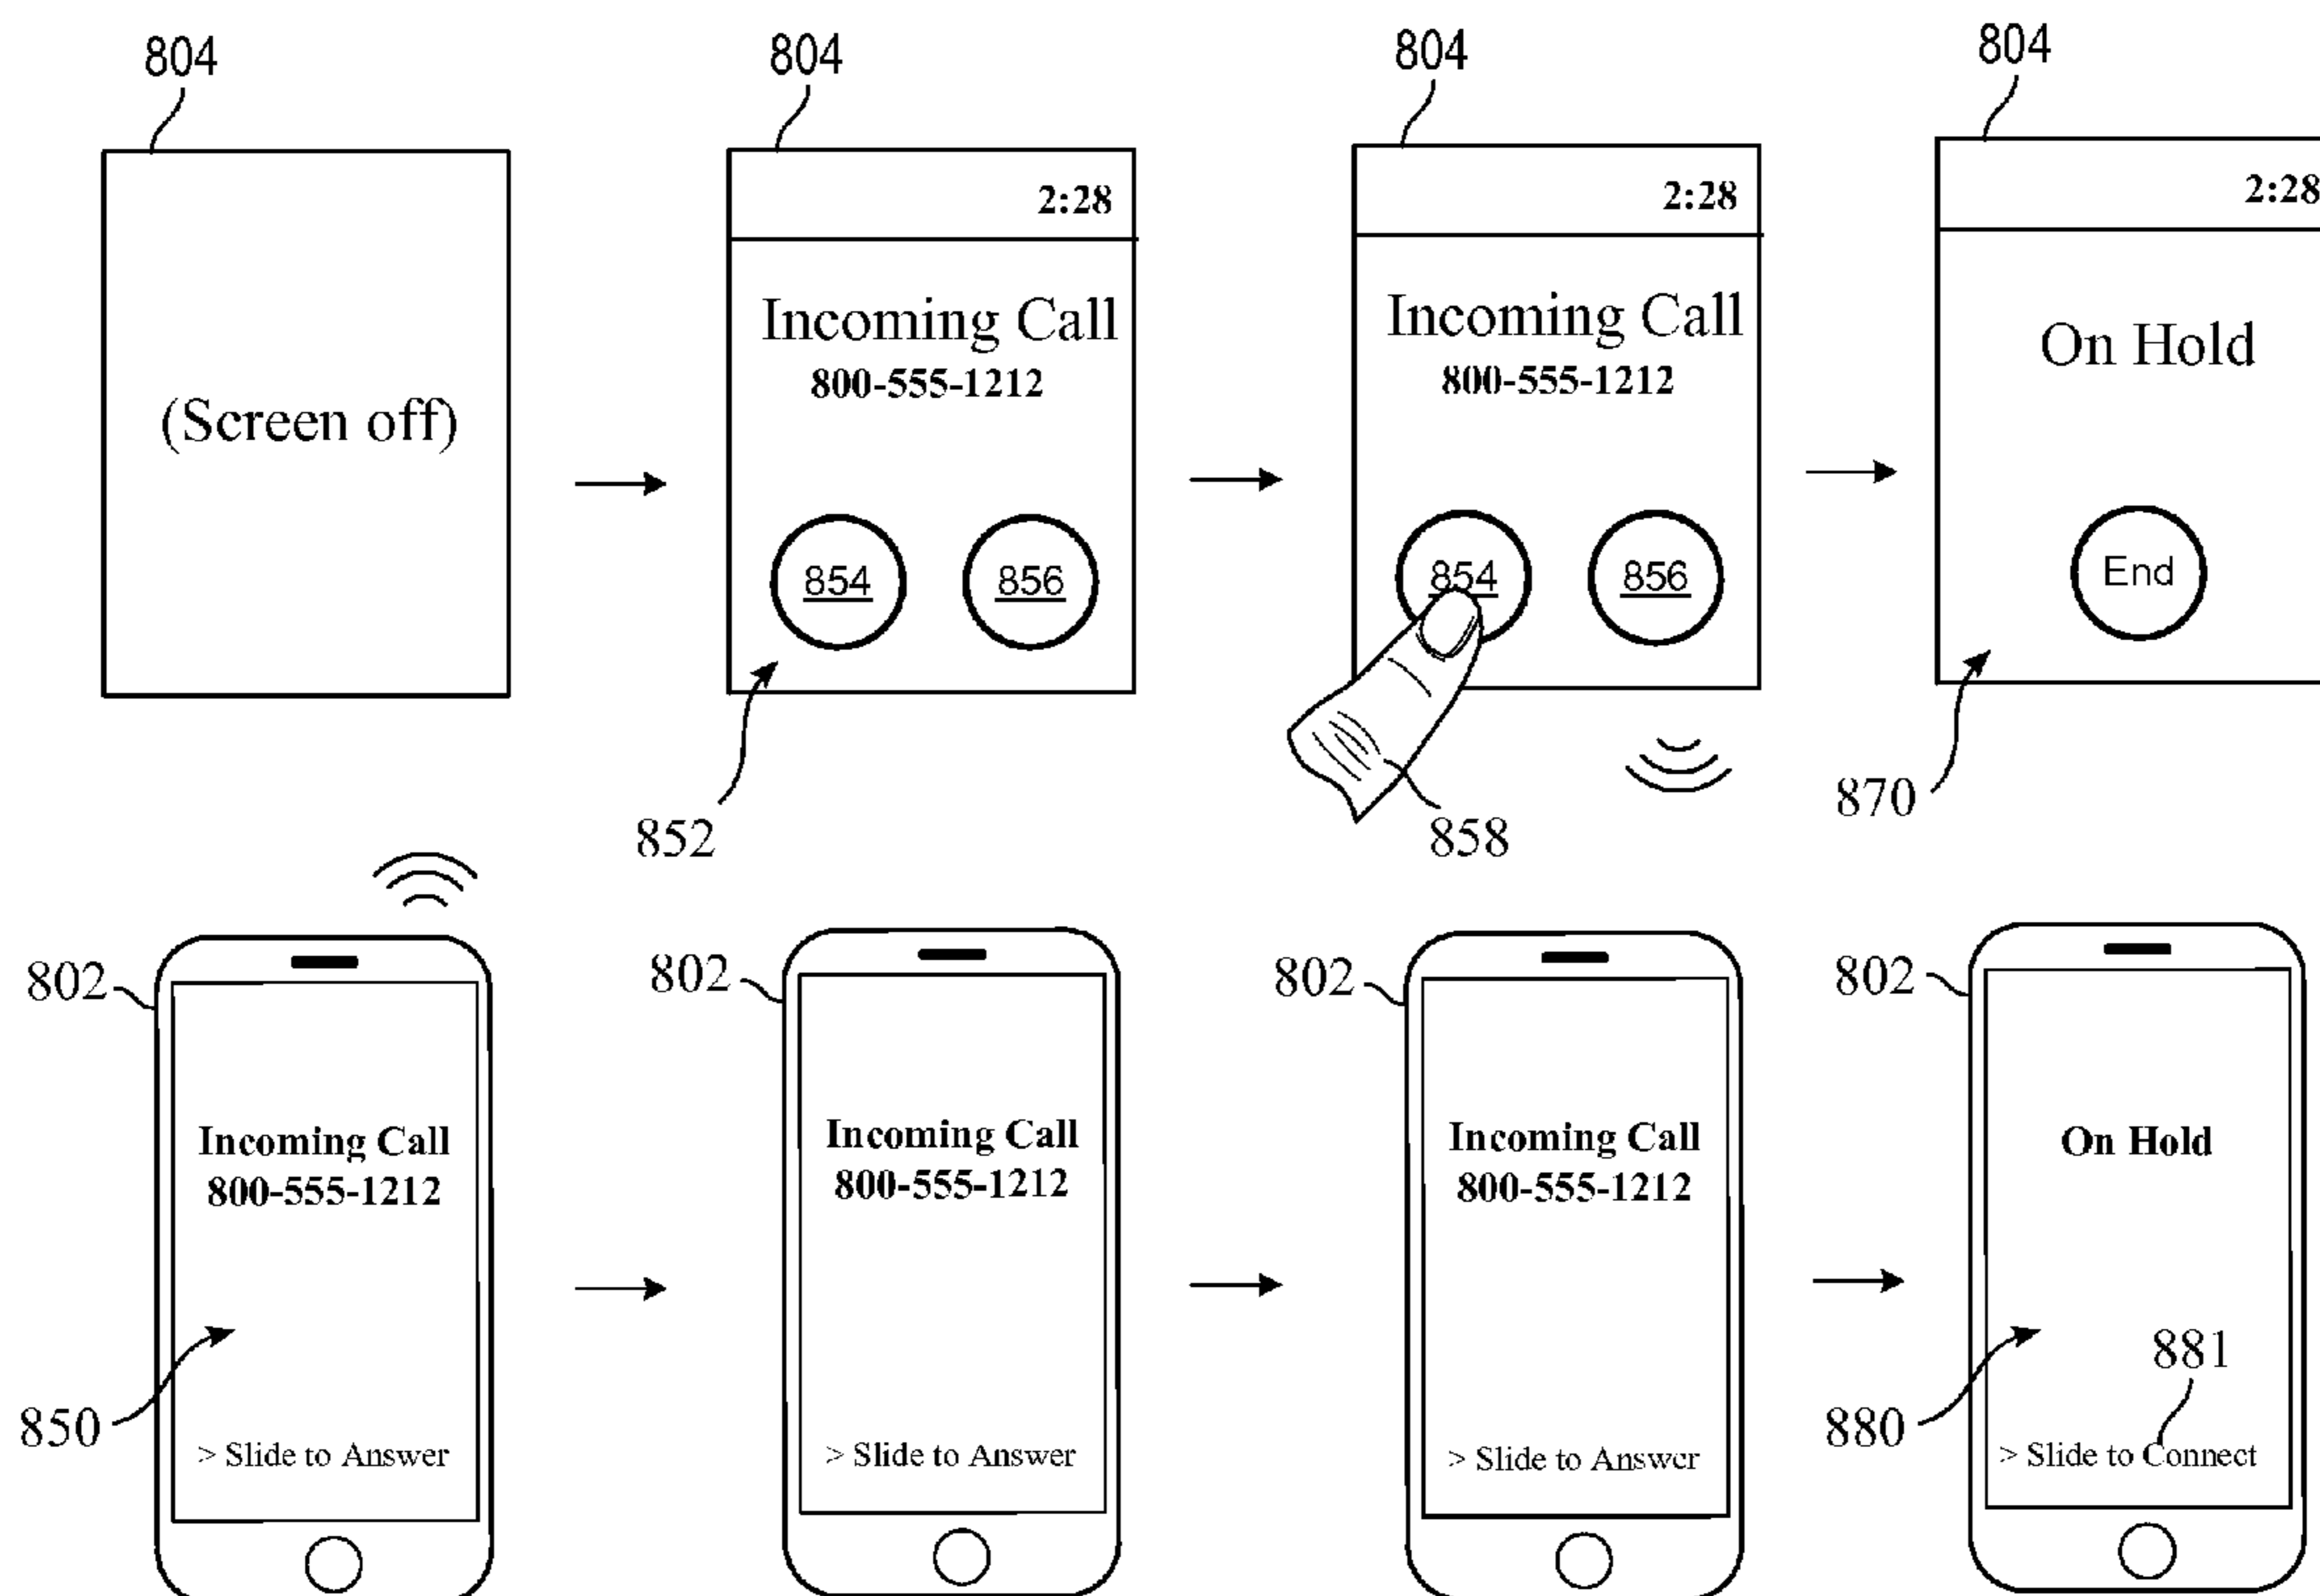 804
804
804
804
(Screen off)
2:28
Incoming Call
800-555-1212
854
856
852
2:28
Incoming Call
800-555-1212
854
856
858
2:28
On Hold
End
870
802
Incoming Call
800-555-1212
850
> Slide to Answer
802
Incoming Call
800-555-1212
> Slide to Answer
802
Incoming Call
800-555-1212
> Slide to Answer
802
On Hold
881
880
> Slide to Connect